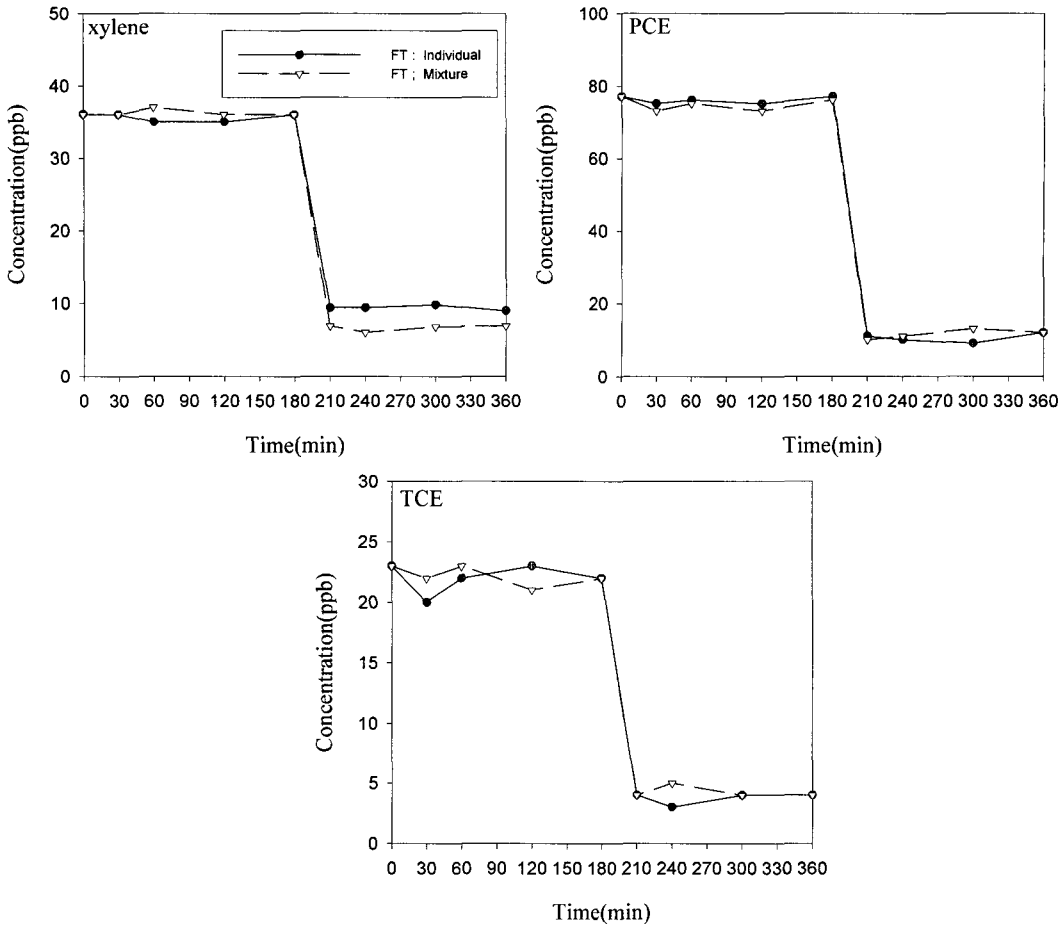 xylene
FT : Individual
FT ; Mixture
50
40
30
20
10
0
Concentration(ppb)
0 30 60 90 120 150 180 210 240 270 300 330 360
Time(min)
PCE
100
80
60
40
20
0
Concentration(ppb)
0 30 60 90 120 150 180 210 240 270 300 330 360
Time(min)
TCE
30
25
20
15
10
5
0
Concentration(ppb)
0 30 60 90 120 150 180 210 240 270 300 330 360
Time(min)